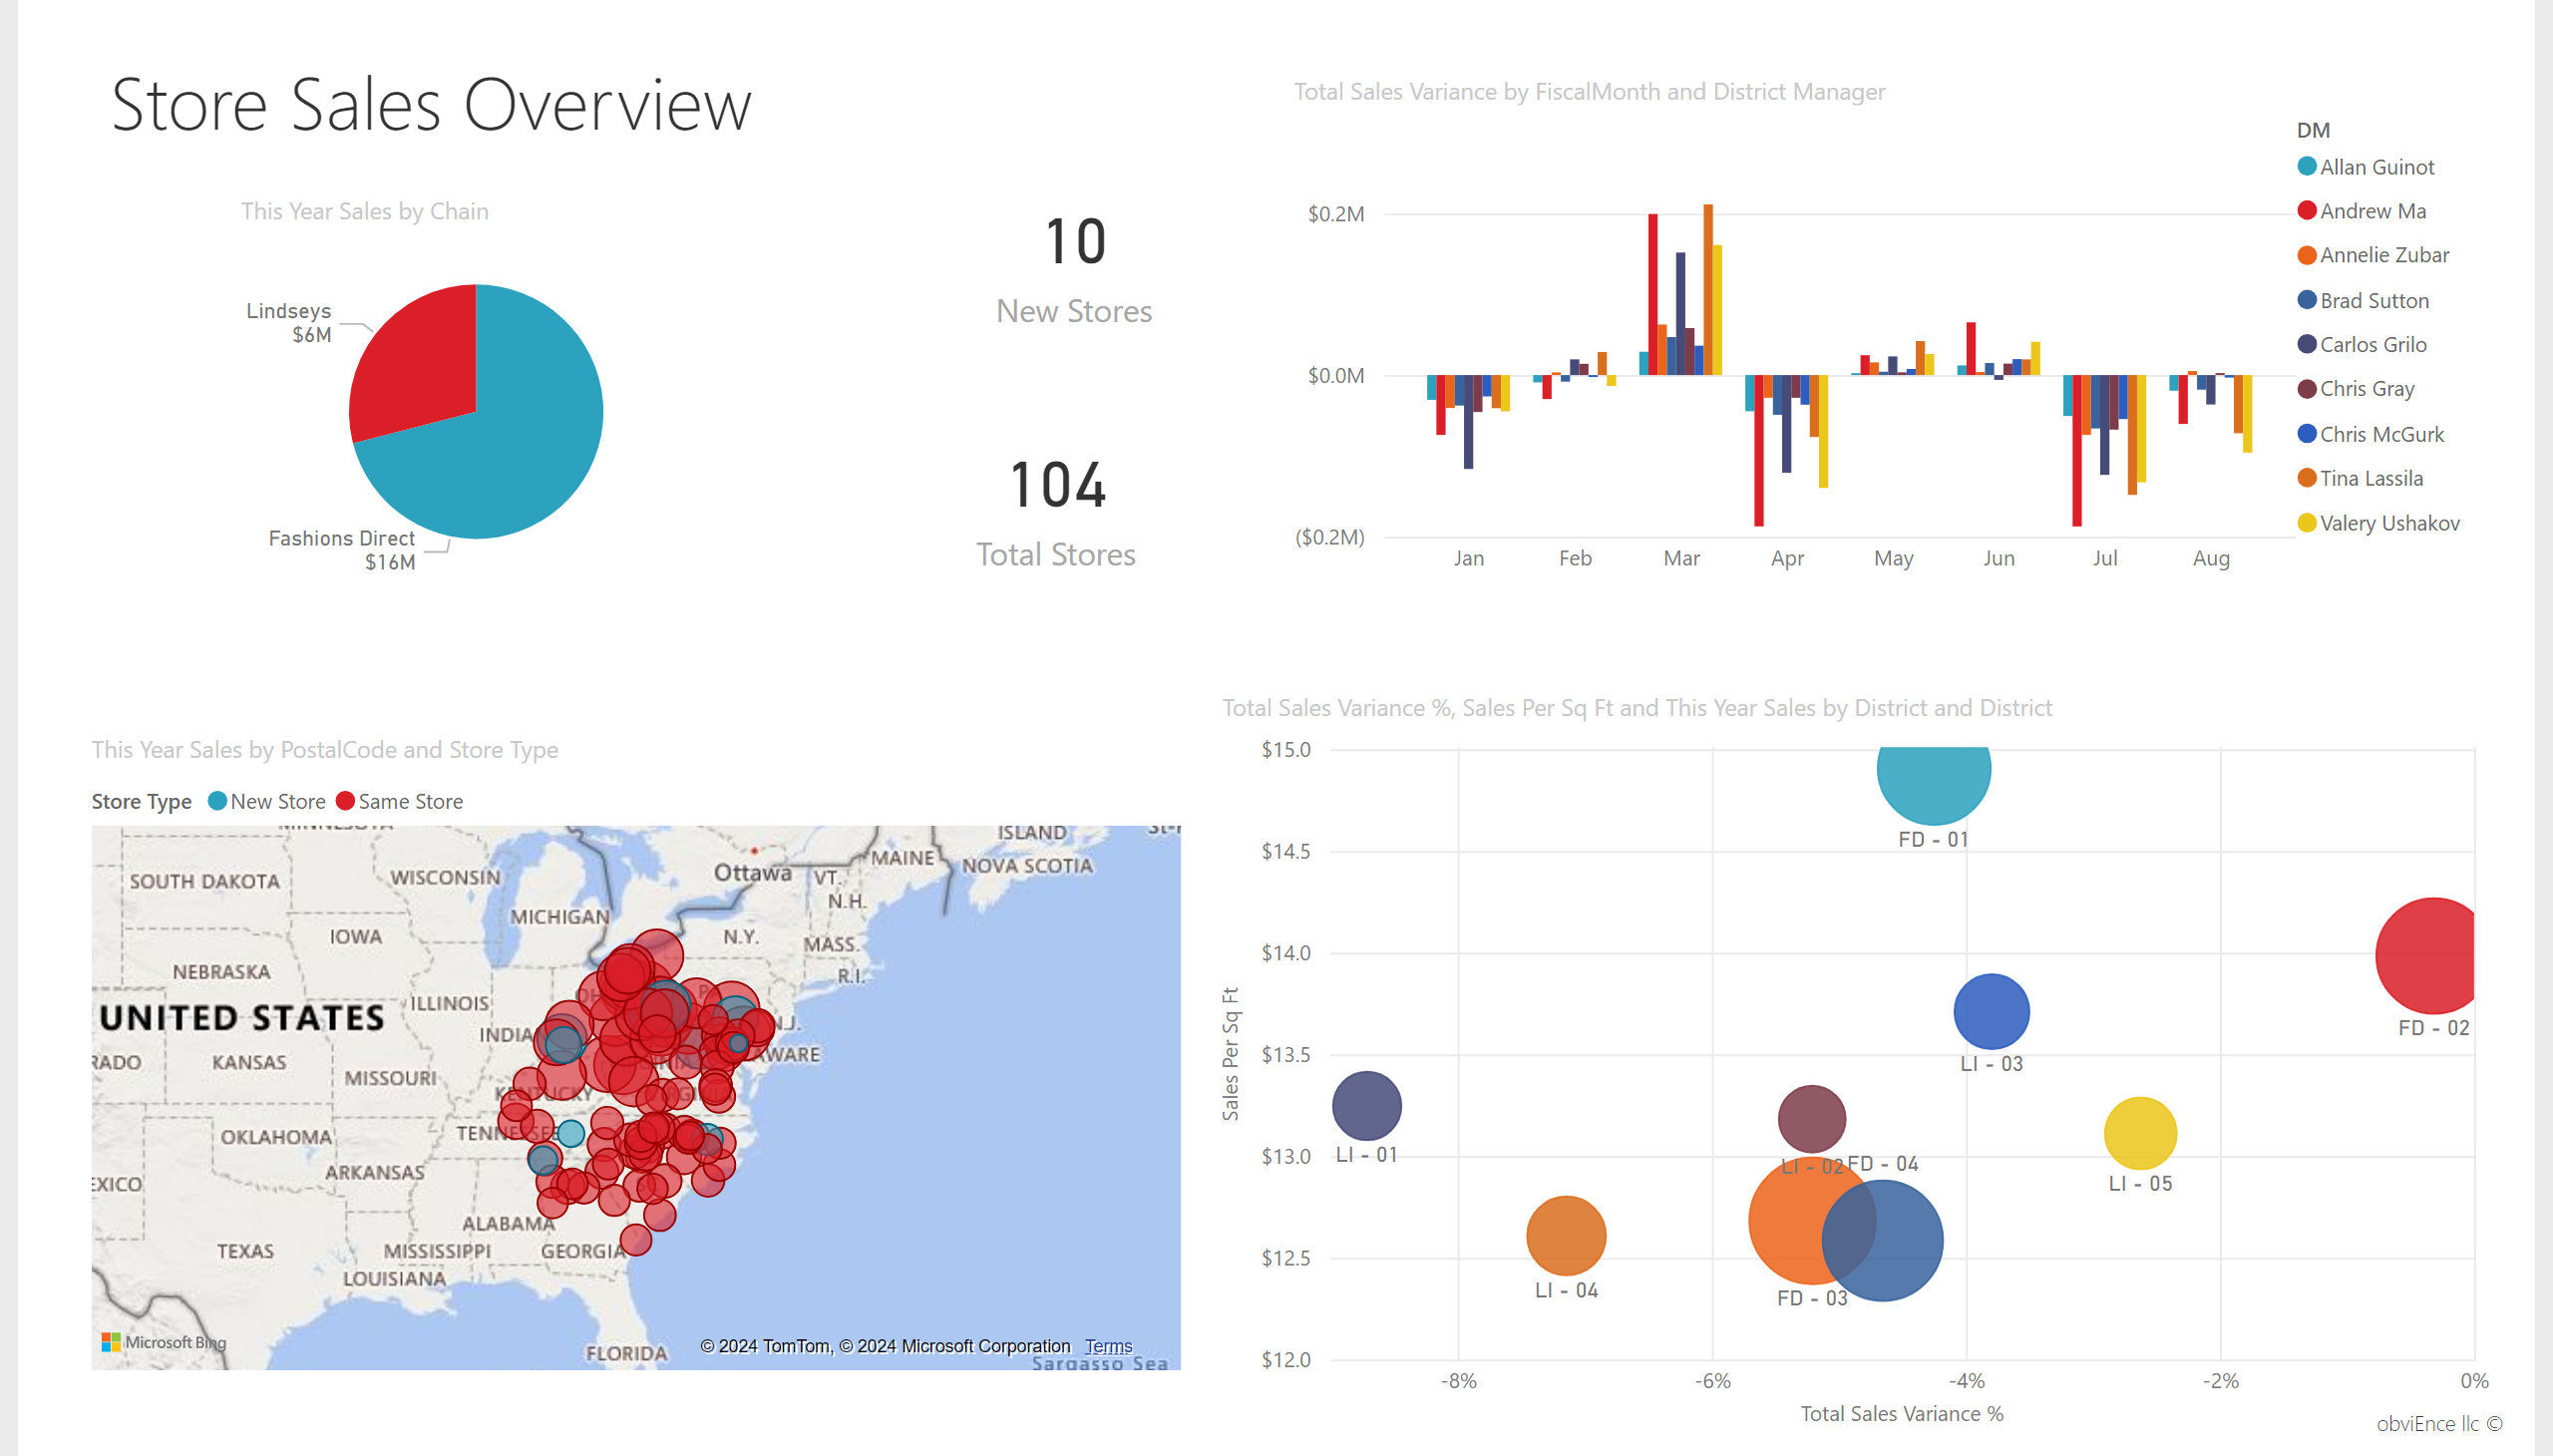 Store Sales Overview
This Year Sales by Chain
Lindseys
$6M
Fashions Direct
$16M
10
New Stores
104
Total Stores
Total Sales Variance by FiscalMonth and District Manager
$0.2M
$0.0M
($0.2M)
Jan Feb Mar Apr May Jun Jul Aug
DM
Allan Guinot
Andrew Ma
Annelie Zubar
Brad Sutton
Carlos Grilo
Chris Gray
Chris McGurk
Tina Lassila
Valery Ushakov
This Year Sales by PostalCode and Store Type
Store Type New Store Same Store
ISLAND
Ottawa
VT.
MAINE
NOVA SCOTIA
SOUTH DAKOTA
WISCONSIN
N.H.
MICHIGAN
IOWA
N.Y.
MASS.
NEBRASKA
R.I.
UNITED STATES
ILLINOIS
KANSAS
MISSOURI
KENTUCKY
OKLAHOMA
TENNESSEE
ARKANSAS
ALABAMA
TEXAS
MISSISSIPPI
GEORGIA
LOUISIANA
FLORIDA
Microsoft Bing
© 2024 TomTom, © 2024 Microsoft Corporation Terms
Sargasso Sea
Total Sales Variance %, Sales Per Sq Ft and This Year Sales by District and District
Sales Per Sq Ft
$15.0
$14.5
$14.0
$13.5
$13.0
$12.5
$12.0
FD - 01
FD - 02
LI - 03
LI - 01
LI - 02
FD - 04
LI - 05
LI - 04
FD - 03
-8% -6% -4% -2% 0%
Total Sales Variance %
obviEnce llc ©